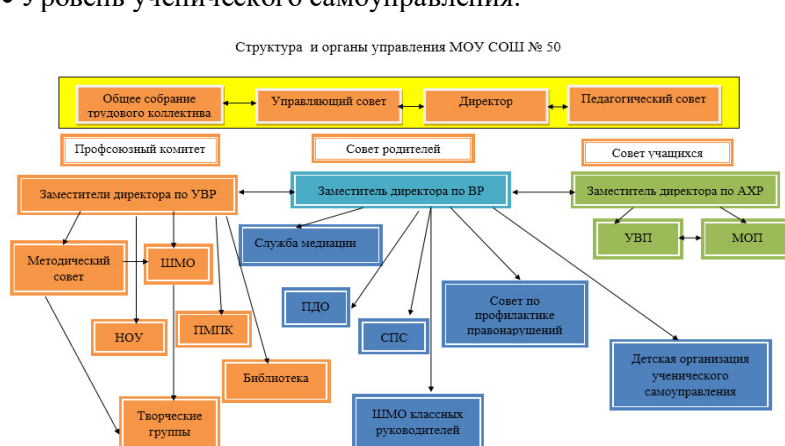 • Уровень ученического самоуправления.
Структура и органы управления МОУ СОШ № 50
Общее собрание
трудового коллектива
Управляющий совет
Директор
Педагогический совет
Профсоюзный комитет
Совет родителей
Совет учащихся
Заместители директора по УВР
Заместитель директора по ВР
Заместитель директора по АХР
Служба медиации
УВП
МОП
Методический
совет
ШМО
ПДО
Совет по
профилактике
правонарушений
НОУ
ПМПК
СПС
Детская организация
ученического
самоуправления
Библиотека
Творческие
группы
ШМО классных
руководителей